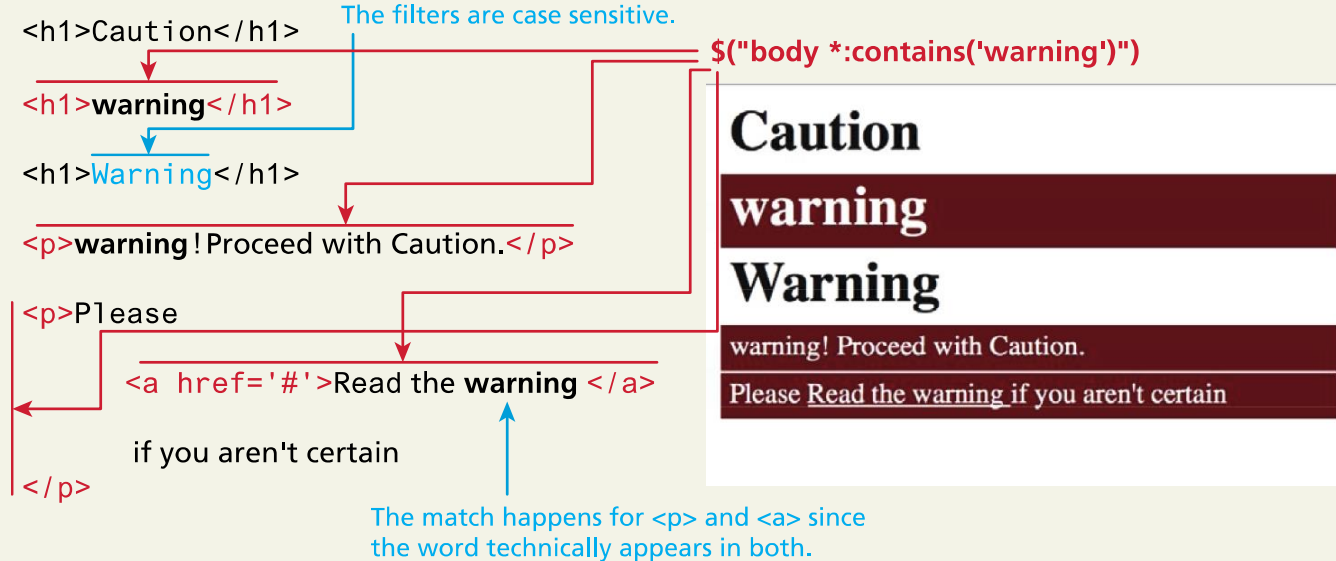 The filters are case sensitive.
<h1>Caution</h1>
$("body *:contains('warning')")
<h1>warning</h1>
<h1>Warning</h1>
<p>warning!Proceed with Caution.</p>
<p>Please
<a href='#'>Read the warning </a>
if you aren't certain
</p>
The match happens for <p> and <a> since
the word technically appears in both.
Caution
warning
Warning
warning! Proceed with Caution.
Please Read the warning if you aren't certain